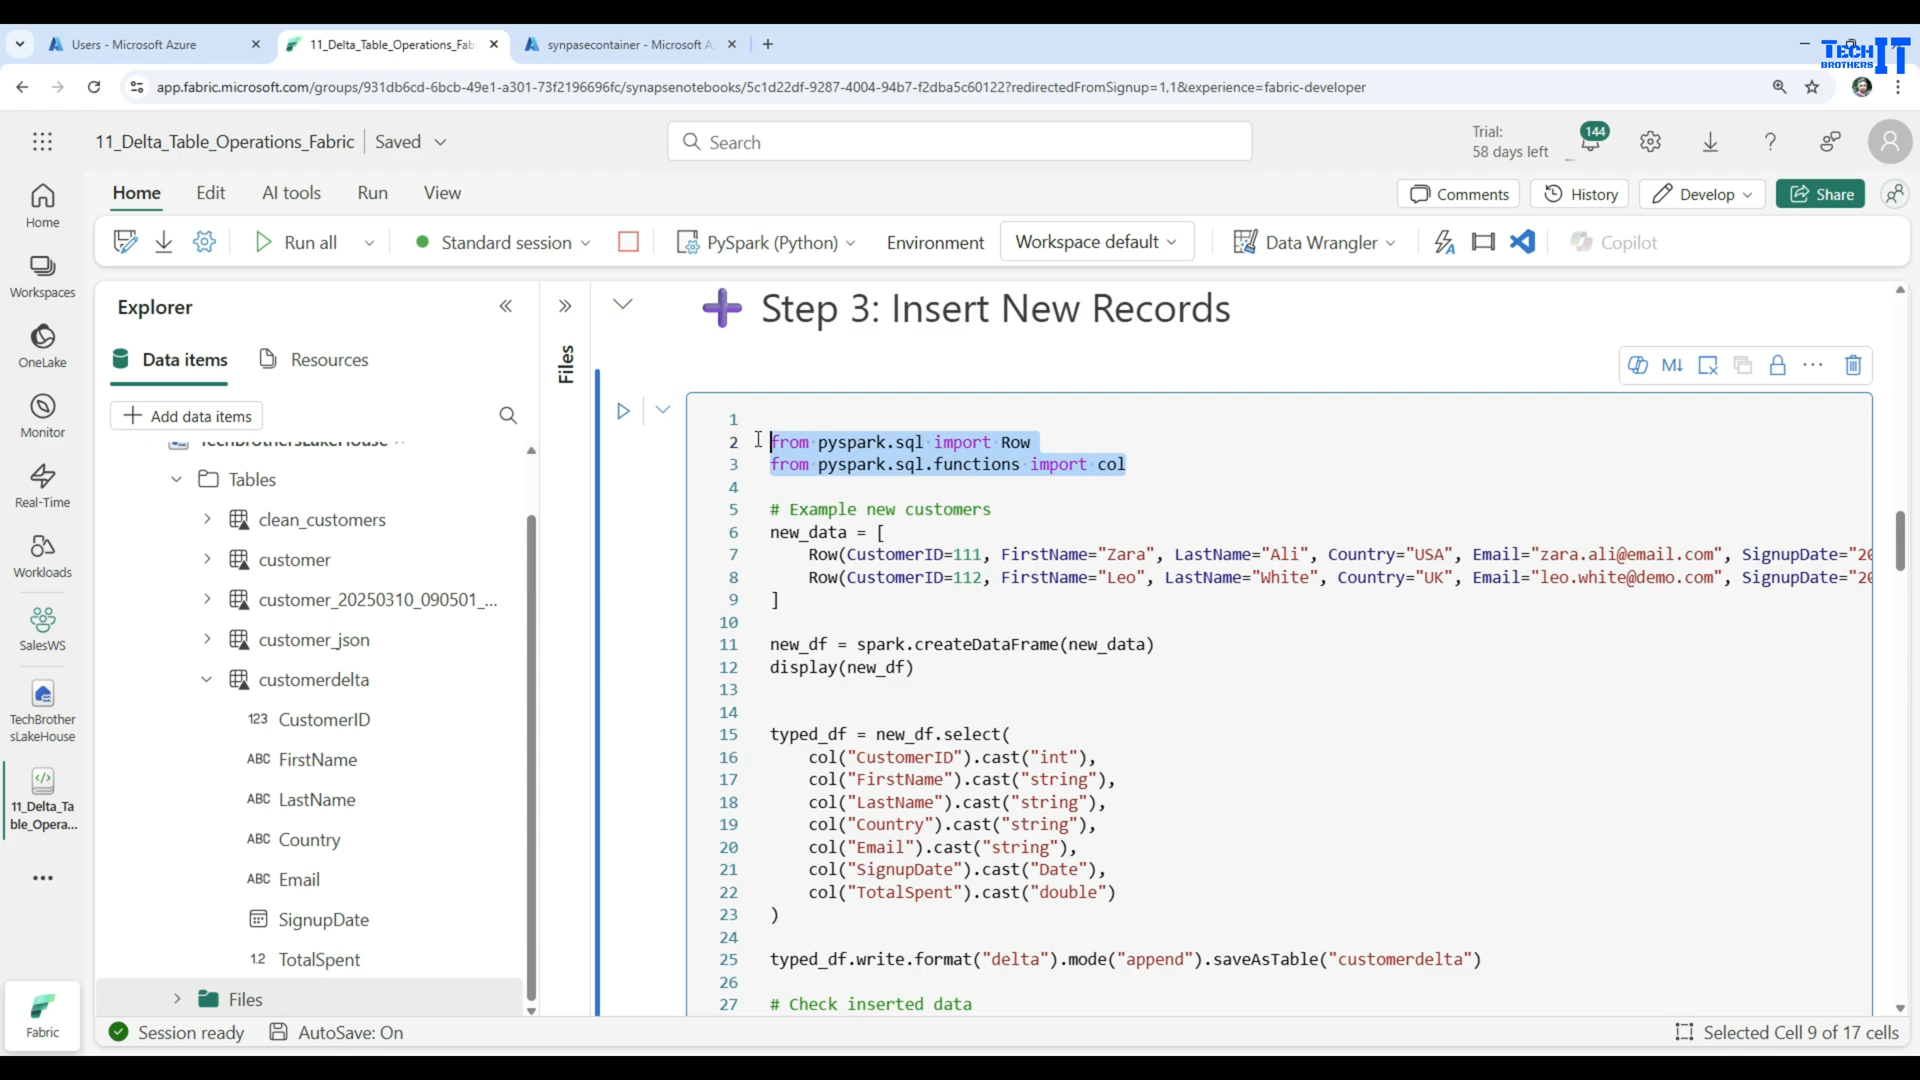 Users - Microsoft Azure
11_Delta_Table_Operations_Fab
synpasecontainer - Microsoft A
TECH IT
BROTHERS
app.fabric.microsoft.com/groups/931db6cd-6bcb-49e1-a301-73f2196696fc/synapsenotebooks/5c1d22df-9287-4004-94b7-f2dba5c60122?redirectedFromSignup=1,1&experience=fabric-developer
11_Delta_Table_Operations_Fabric
Saved
Search
Trial:
58 days left
144
Home Edit AI tools Run View
Comments History Develop Share
Run all Standard session PySpark (Python) Environment Workspace default Data Wrangler Copilot
Home
Workspaces
OneLake
Monitor
Real-Time
Workloads
SalesWS
TechBrother
sLakeHouse
11_Delta_Ta
ble_Opera...
Fabric
Explorer
Data items Resources
Add data items
TechBrothersLakeHouse
Tables
clean_customers
customer
customer_20250310_090501_...
customer_json
customerdelta
123 CustomerID
ABC FirstName
ABC LastName
ABC Country
ABC Email
SignupDate
1.2 TotalSpent
Files
Files
Step 3: Insert New Records
1
2 from pyspark.sql import Row
3 from pyspark.sql.functions import col
4
5 # Example new customers
6 new_data = [
7 Row(CustomerID=111, FirstName="Zara", LastName="Ali", Country="USA", Email="zara.ali@email.com", SignupDate="20
8 Row(CustomerID=112, FirstName="Leo", LastName="White", Country="UK", Email="leo.white@demo.com", SignupDate="20
9 ]
10
11 new_df = spark.createDataFrame(new_data)
12 display(new_df)
13
14
15 typed_df = new_df.select(
16 col("CustomerID").cast("int"),
17 col("FirstName").cast("string"),
18 col("LastName").cast("string"),
19 col("Country").cast("string"),
20 col("Email").cast("string"),
21 col("SignupDate").cast("Date"),
22 col("TotalSpent").cast("double")
23 )
24
25 typed_df.write.format("delta").mode("append").saveAsTable("customerdelta")
26
27 # Check inserted data
Session ready AutoSave: On
Selected Cell 9 of 17 cells